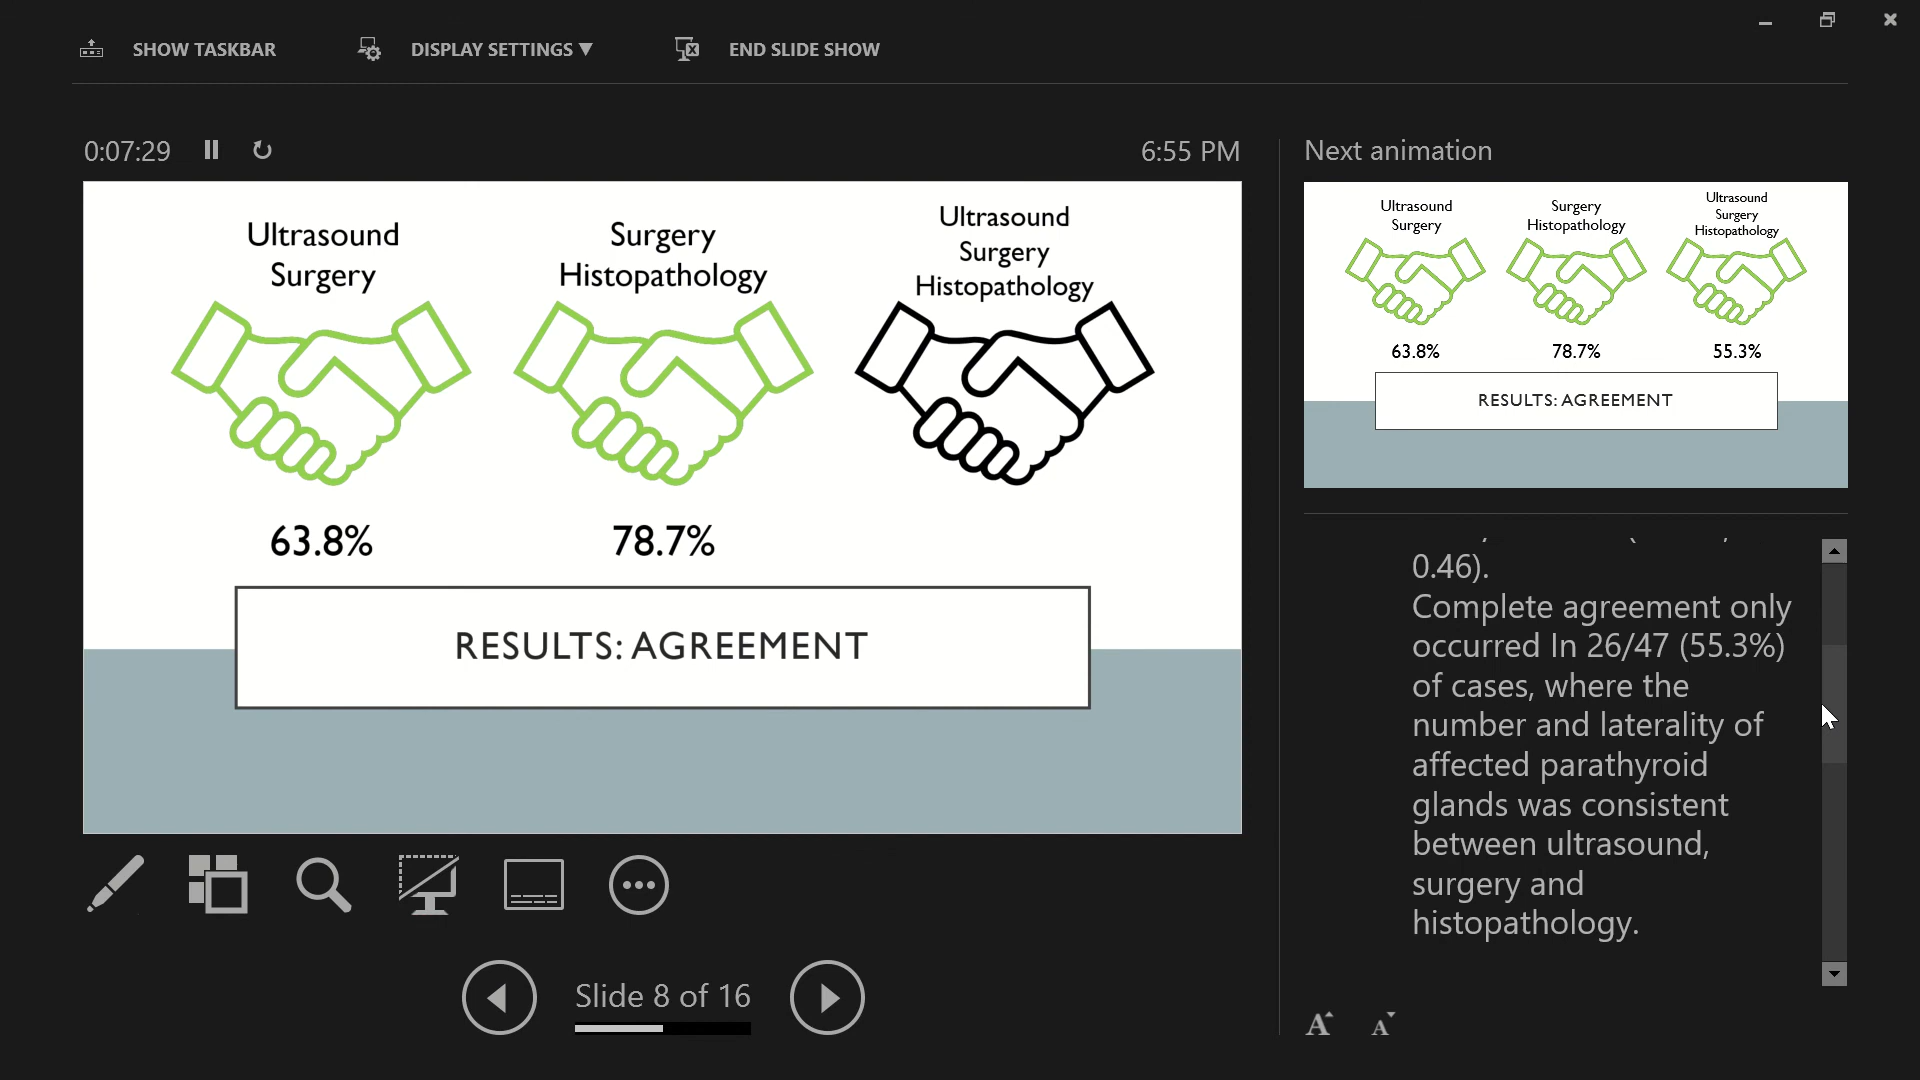 SHOW TASKBAR
DISPLAY SETTINGS ▼
END SLIDE SHOW
0:07:29
6:55 PM
Ultrasound
Surgery
Surgery
Histopathology
Ultrasound
Surgery
Histopathology
63.8%
78.7%
RESULTS: AGREEMENT
Slide 8 of 16
Next animation
Ultrasound
Surgery
Surgery
Histopathology
Ultrasound
Surgery
Histopathology
63.8%
78.7%
55.3%
RESULTS: AGREEMENT
0.46).
Complete agreement only
occurred In 26/47 (55.3%)
of cases, where the
number and laterality of
affected parathyroid
glands was consistent
between ultrasound,
surgery and
histopathology.
A
A